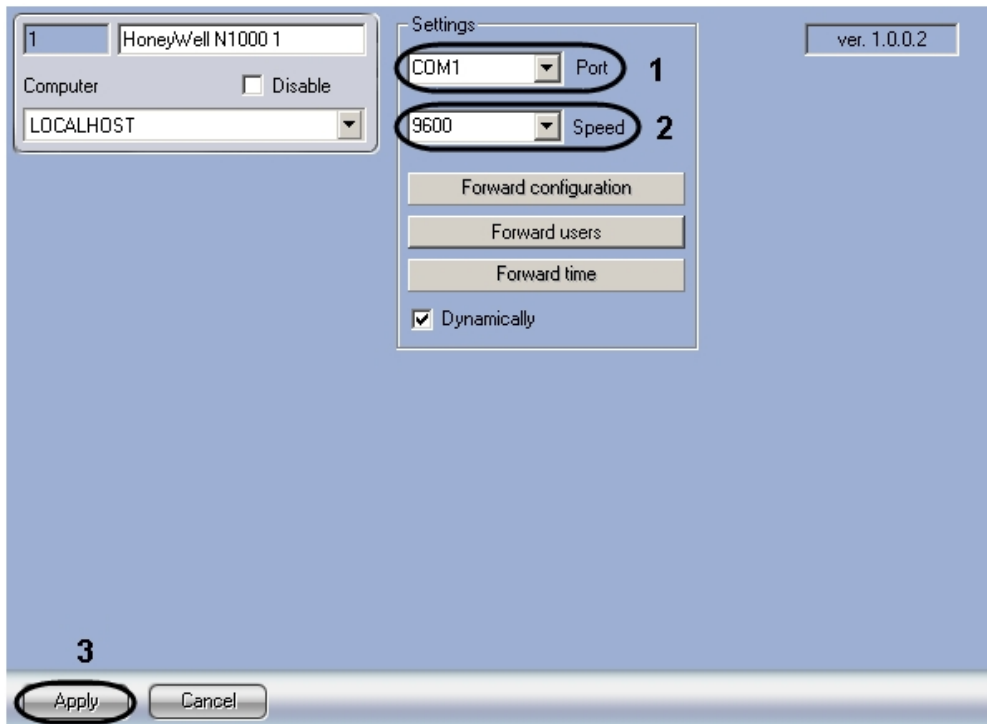 1 HoneyWell N1000 1
Computer Disable
LOCALHOST
Settings
COM1 Port 1
9600 Speed 2
Forward configuration
Forward users
Forward time
Dynamically
ver. 1.0.0.2
3
Apply Cancel